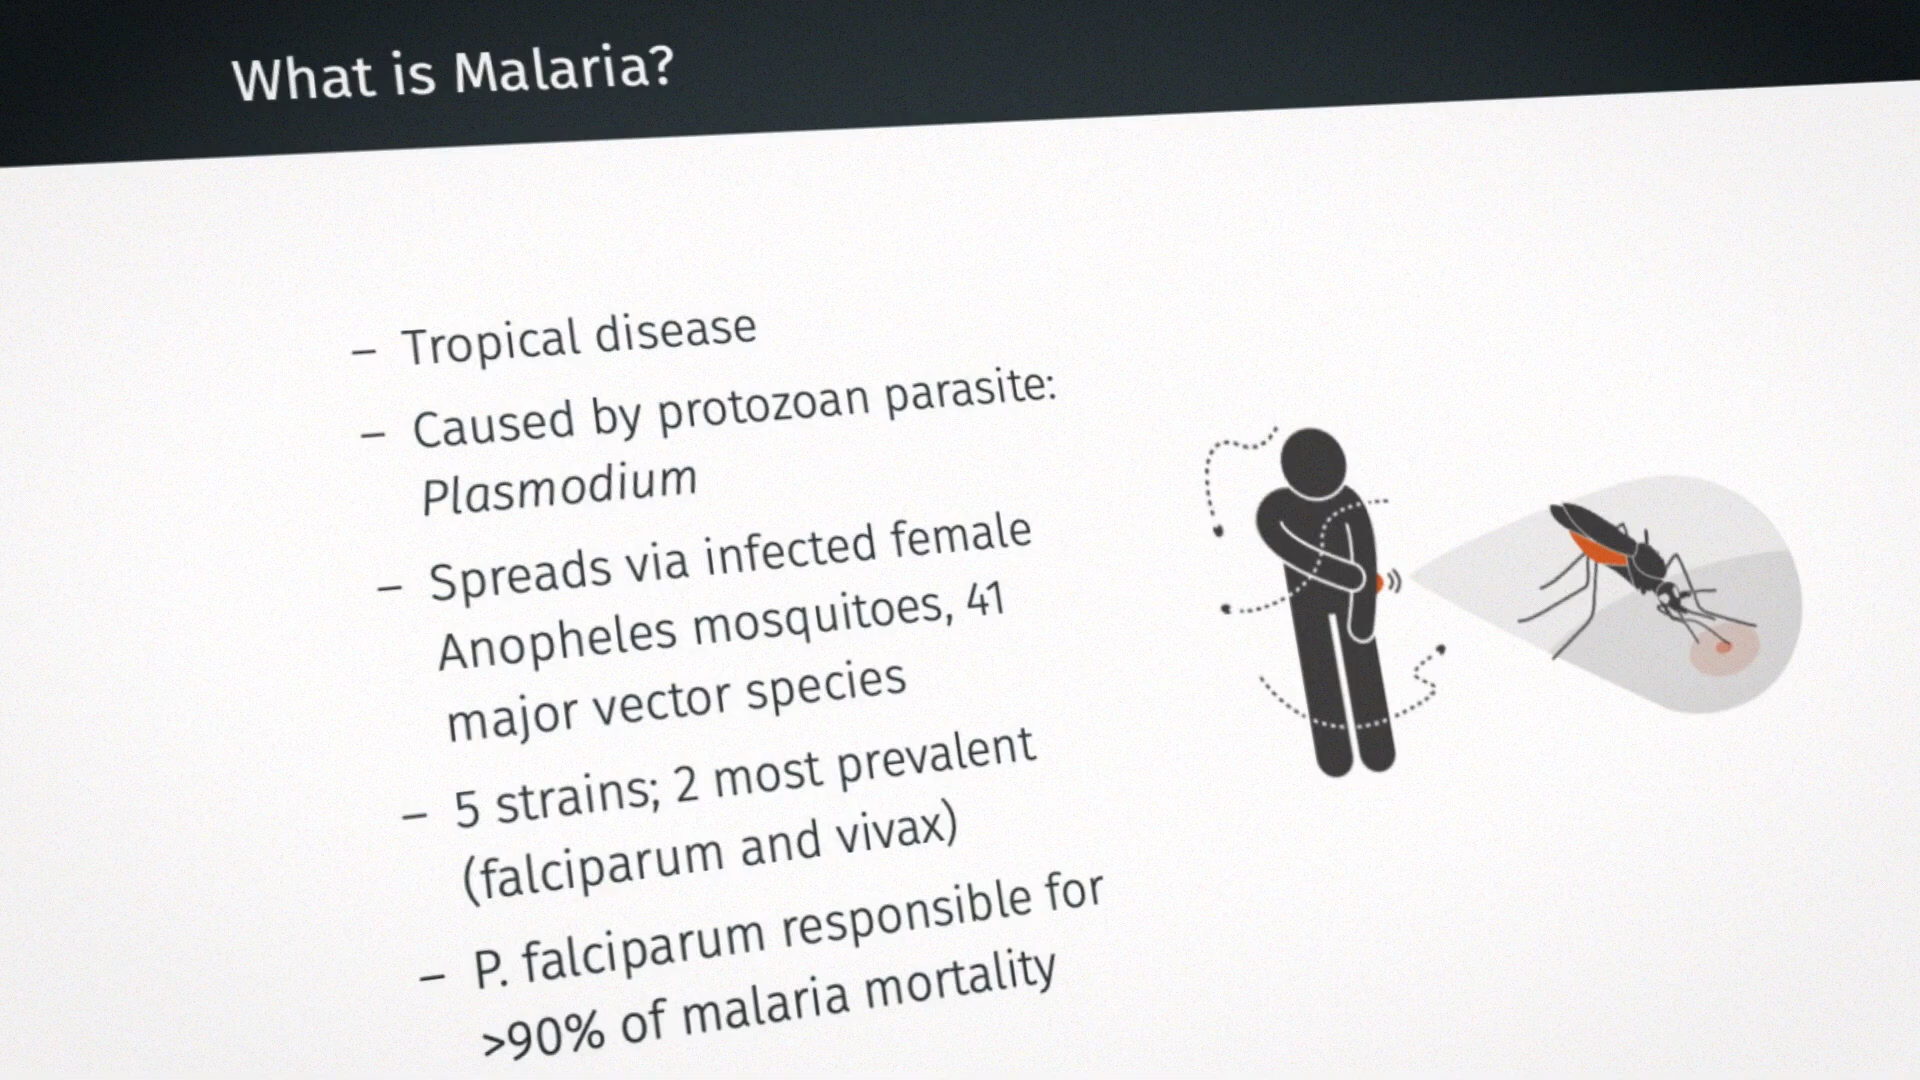 What is Malaria?
– Tropical disease
– Caused by protozoan parasite:
Plasmodium
– Spreads via infected female
Anopheles mosquitoes, 41
major vector species
– 5 strains; 2 most prevalent
(falciparum and vivax)
– P. falciparum responsible for
>90% of malaria mortality